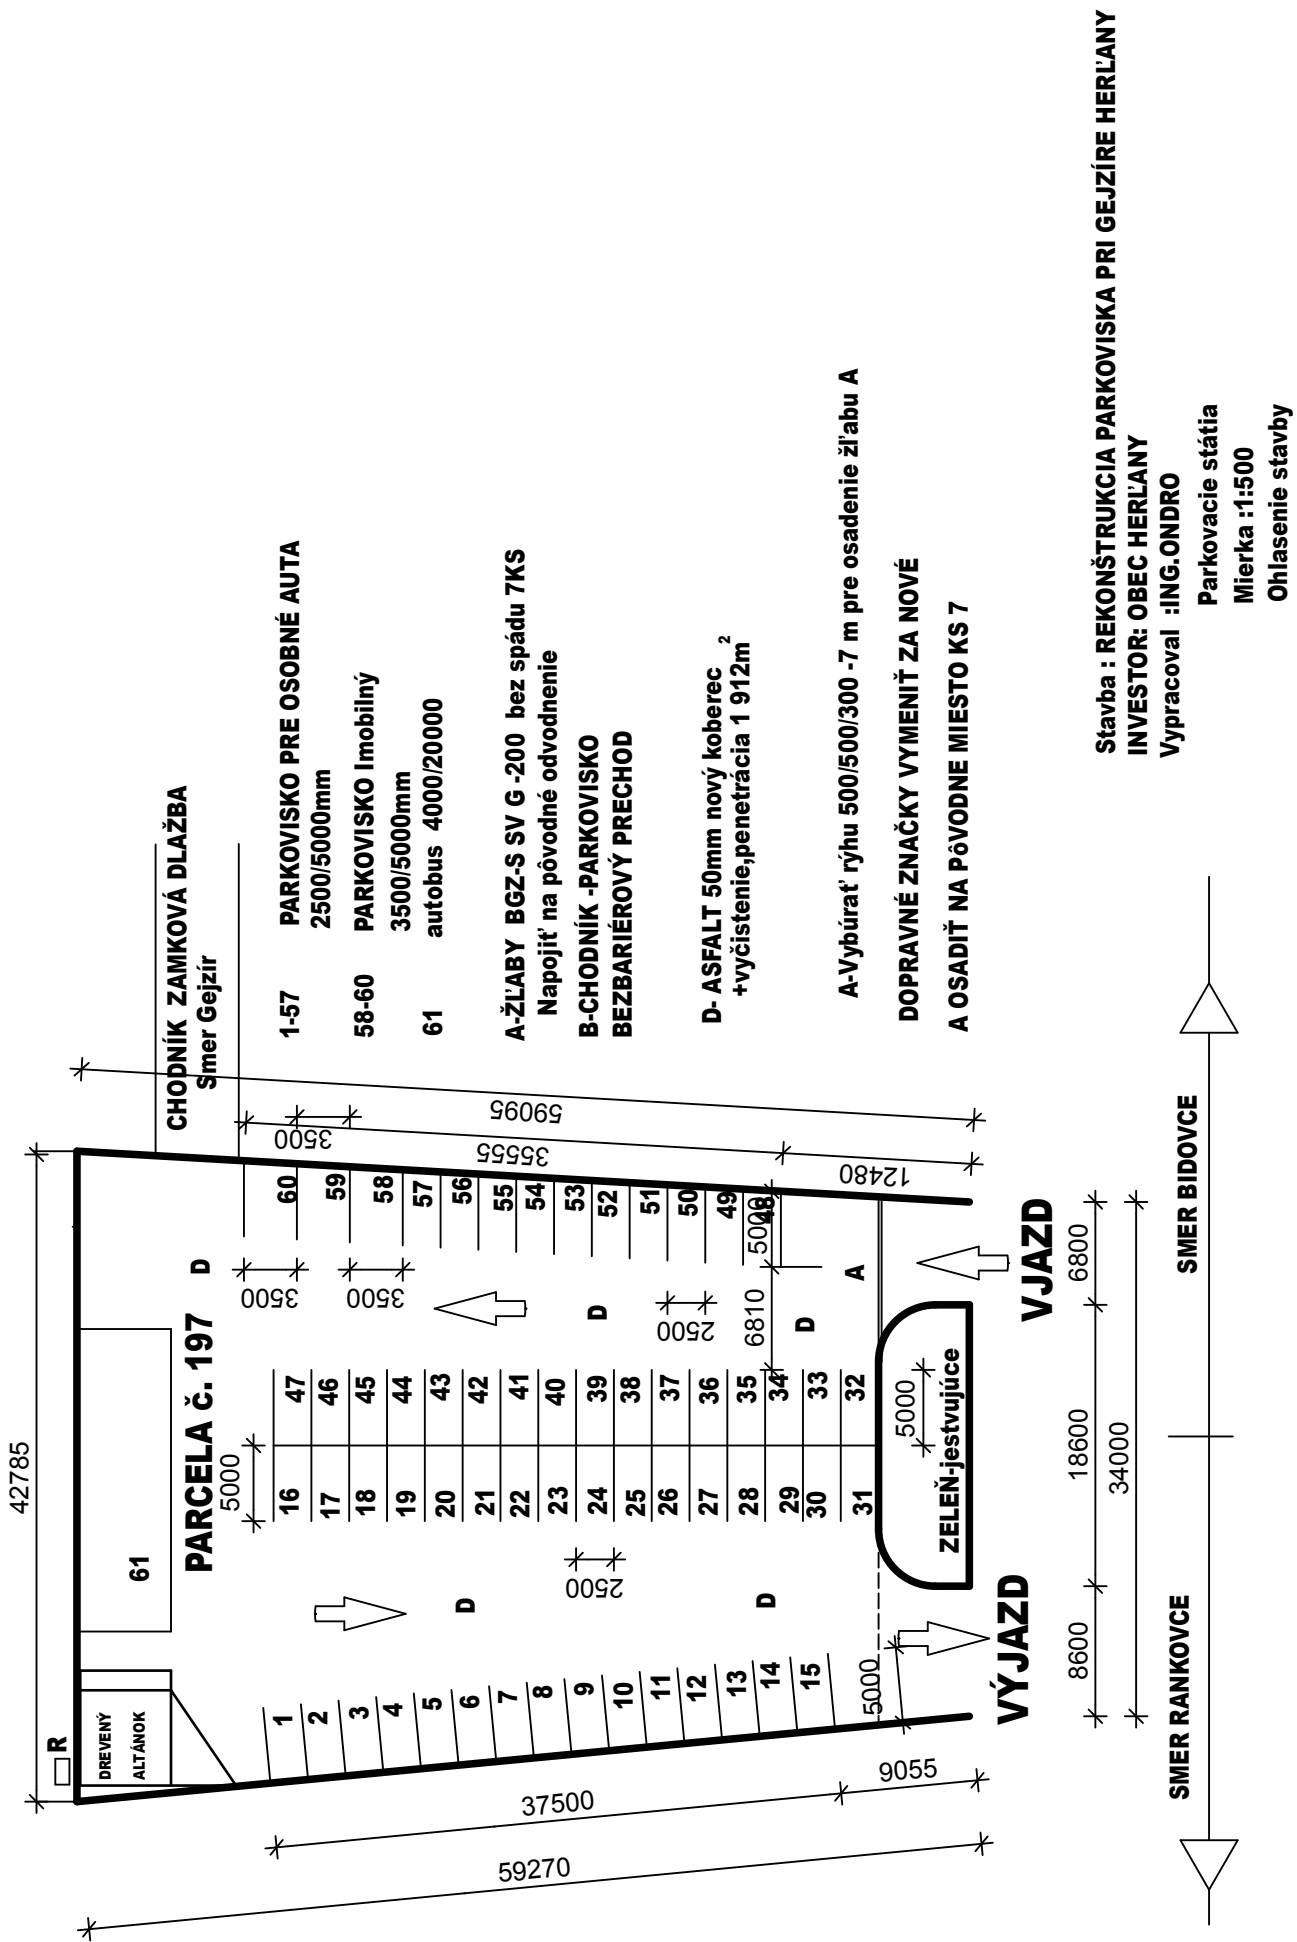 42785
R
DREVENÝ
ALTÁNOK
61
PARCELA č. 197
CHODNÍK ZAMKOVÁ DLAŽBA
Smer Gejzír
5000
1
2
3
4
5
6
7
8
9
10
11
12
13
14
15
16
17
18
19
20
21
22
23
24
25
26
27
28
29
30
31
47
46
45
44
43
42
41
40
39
38
37
36
35
34
33
32
60
59
58
57
56
55
54
53
52
51
50
49
48
D
D
D
D
D
A
3500
3500
3500
2500
2500
5000
6810
5000
5000
59095
35555
12480
37500
9055
59270
ZELEŇ-jestvujúce
VÝJAZD
VJAZD
8600
18600
6800
34000
SMER RANKOVCE
SMER BIDOVCE
1-57 PARKOVISKO PRE OSOBNÉ AUTA
2500/5000mm
58-60 PARKOVISKO Imobilný
3500/5000mm
61 autobus 4000/20000
A-ŽĽABY BGZ-S SV G -200 bez spádu 7KS
Napojiť na pôvodné odvodnenie
B-CHODNÍK -PARKOVISKO
BEZBARIÉROVÝ PRECHOD
D- ASFALT 50mm nový koberec
+vyčistenie,penetrácia 1 912m²
A-Vybúrať rýhu 500/500/300 -7 m pre osadenie žľabu A
DOPRAVNÉ ZNAČKY VYMENIŤ ZA NOVÉ
A OSADIŤ NA PôVODNE MIESTO KS 7
Stavba : REKONŠTRUKCIA PARKOVISKA PRI GEJZÍRE HERĽANY
INVESTOR: OBEC HERĽANY
Vypracoval :ING.ONDRO
Parkovacie státia
Mierka :1:500
Ohlasenie stavby